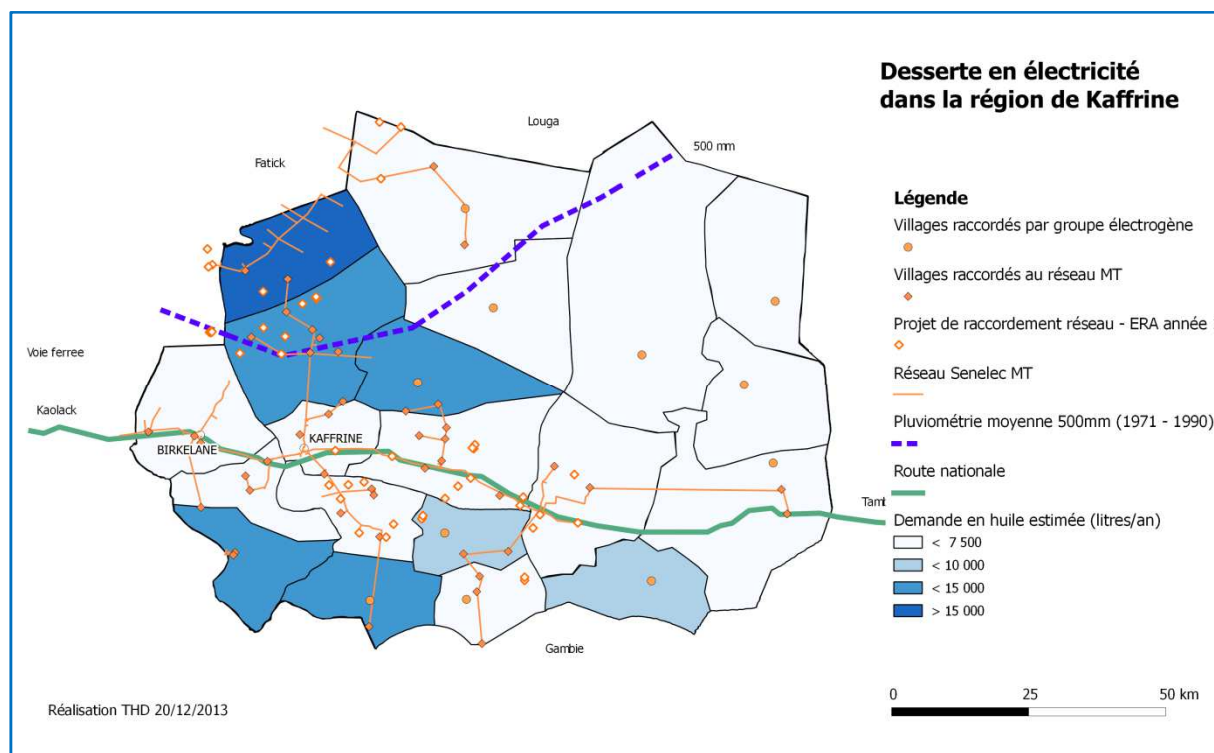 Desserte en électricité
dans la région de Kaffrine
Louga
500 mm
Fatick
Légende
Villages raccordés par groupe électrogène
Villages raccordés au réseau MT
Projet de raccordement réseau - ERA année
Voie ferree
Réseau Senelec MT
Kaolack
Pluviométrie moyenne 500mm (1971 - 1990)
KAFFRINE
BIRKELANE
Route nationale
Tamb
Demande en huile estimée (litres/an)
< 7 500
< 10 000
< 15 000
> 15 000
Gambie
0 25 50 km
Réalisation THD 20/12/2013